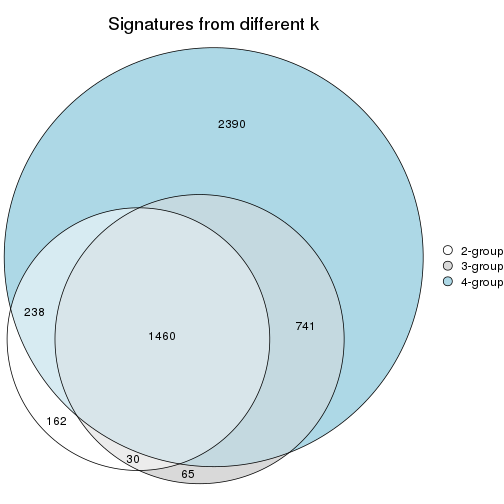 Signatures from different k
2390
2-group
3-group
4-group
238
741
1460
162
30
65